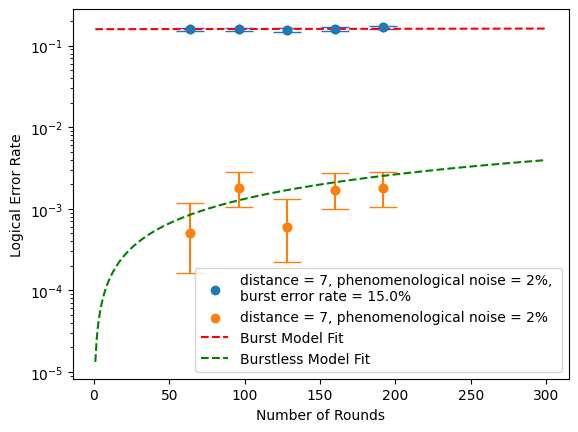 10⁻¹
10⁻²
10⁻³
10⁻⁴
10⁻⁵
Logical Error Rate
distance = 7, phenomenological noise = 2%,
burst error rate = 15.0%
distance = 7, phenomenological noise = 2%
Burst Model Fit
Burstless Model Fit
0 50 100 150 200 250 300
Number of Rounds